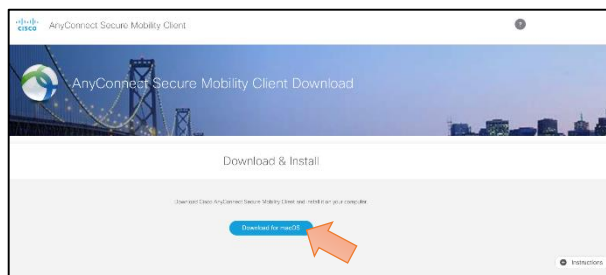 cisco AnyConnect Secure Mobility Client ?
AnyConnect Secure Mobility Client Download
Download & Install
Download Cisco AnyConnect Secure Mobility Client and install it on your computer
Download for macOS
Instructions